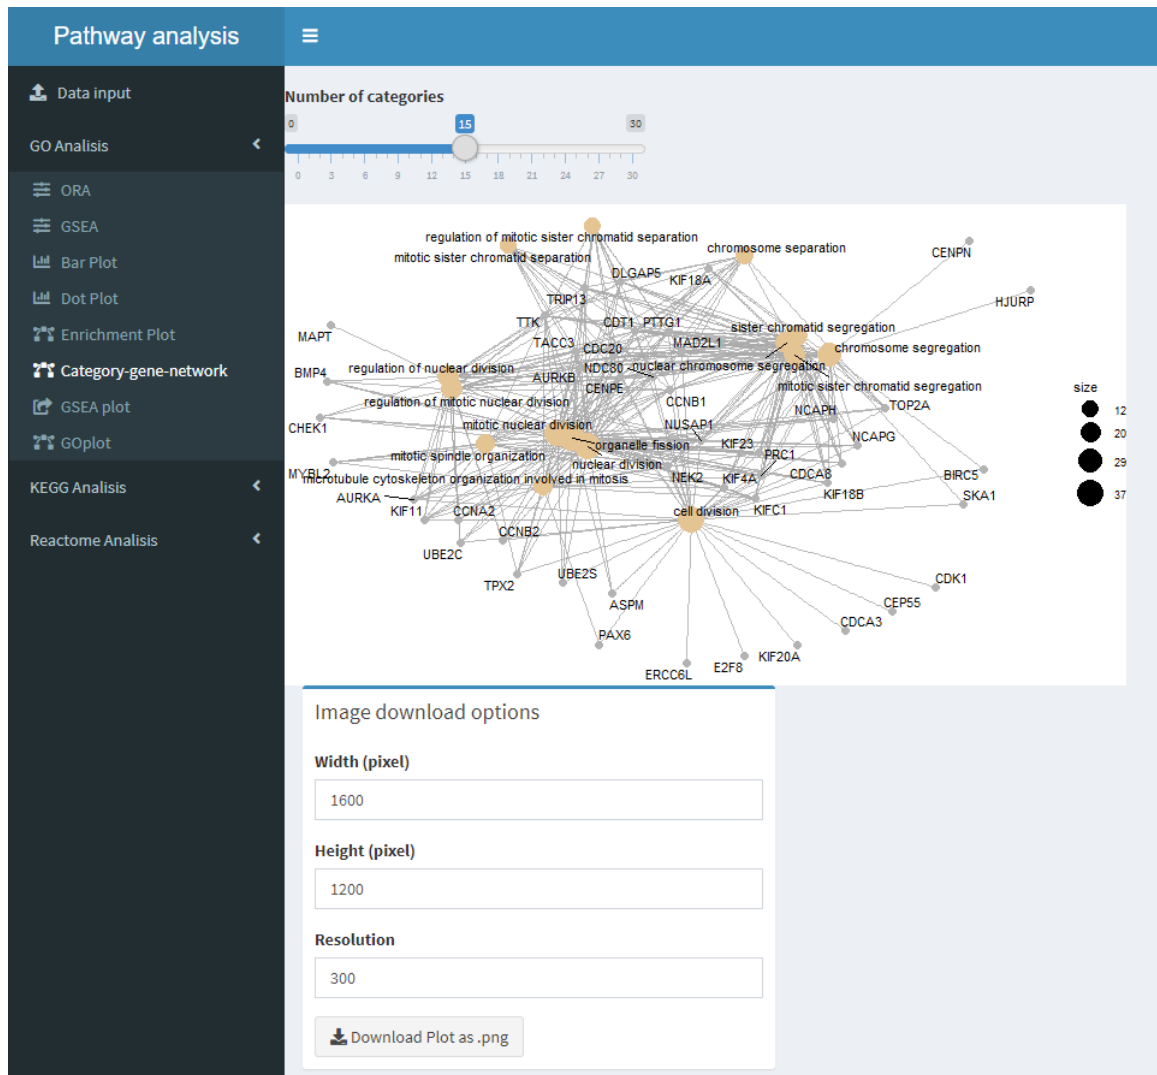 Pathway analysis
Data input
GO Analisis
ORA
GSEA
Bar Plot
Dot Plot
Enrichment Plot
Category-gene-network
GSEA plot
GOplot
KEGG Analisis
Reactome Analisis
Number of categories
0 15 30
0 3 6 9 12 15 18 21 24 27 30
regulation of mitotic sister chromatid separation
mitotic sister chromatid separation
chromosome separation
CENPN
DLGAP5
KIF18A
TRIP13
HJURP
TTK
CDT1
PTTG1
sister chromatid segregation
MAPT
TACC3
CDC20
MAD2L1
chromosome segregation
BMP4
regulation of nuclear division
NDC80
nuclear chromosome segregation
AURKB
CENPE
mitotic sister chromatid segregation
regulation of mitotic nuclear division
CCNB1
NCAPH
TOP2A
CHEK1
mitotic nuclear division
NUSAP1
organelle fission
KIF23
NCAPG
mitotic spindle organization
nuclear division
PRC1
MYBL2
microtubule cytoskeleton organization involved in mitosis
NEK2
KIF4A
CDCA8
BIRC5
AURKA
KIF18B
SKA1
KIF11
CCNA2
cell division
KIFC1
CCNB2
UBE2C
TPX2
UBE2S
CDK1
ASPM
CEP55
CDCA3
PAX6
KIF20A
E2F8
ERCC6L
size
12
20
29
37
Image download options
Width (pixel)
1600
Height (pixel)
1200
Resolution
300
Download Plot as .png